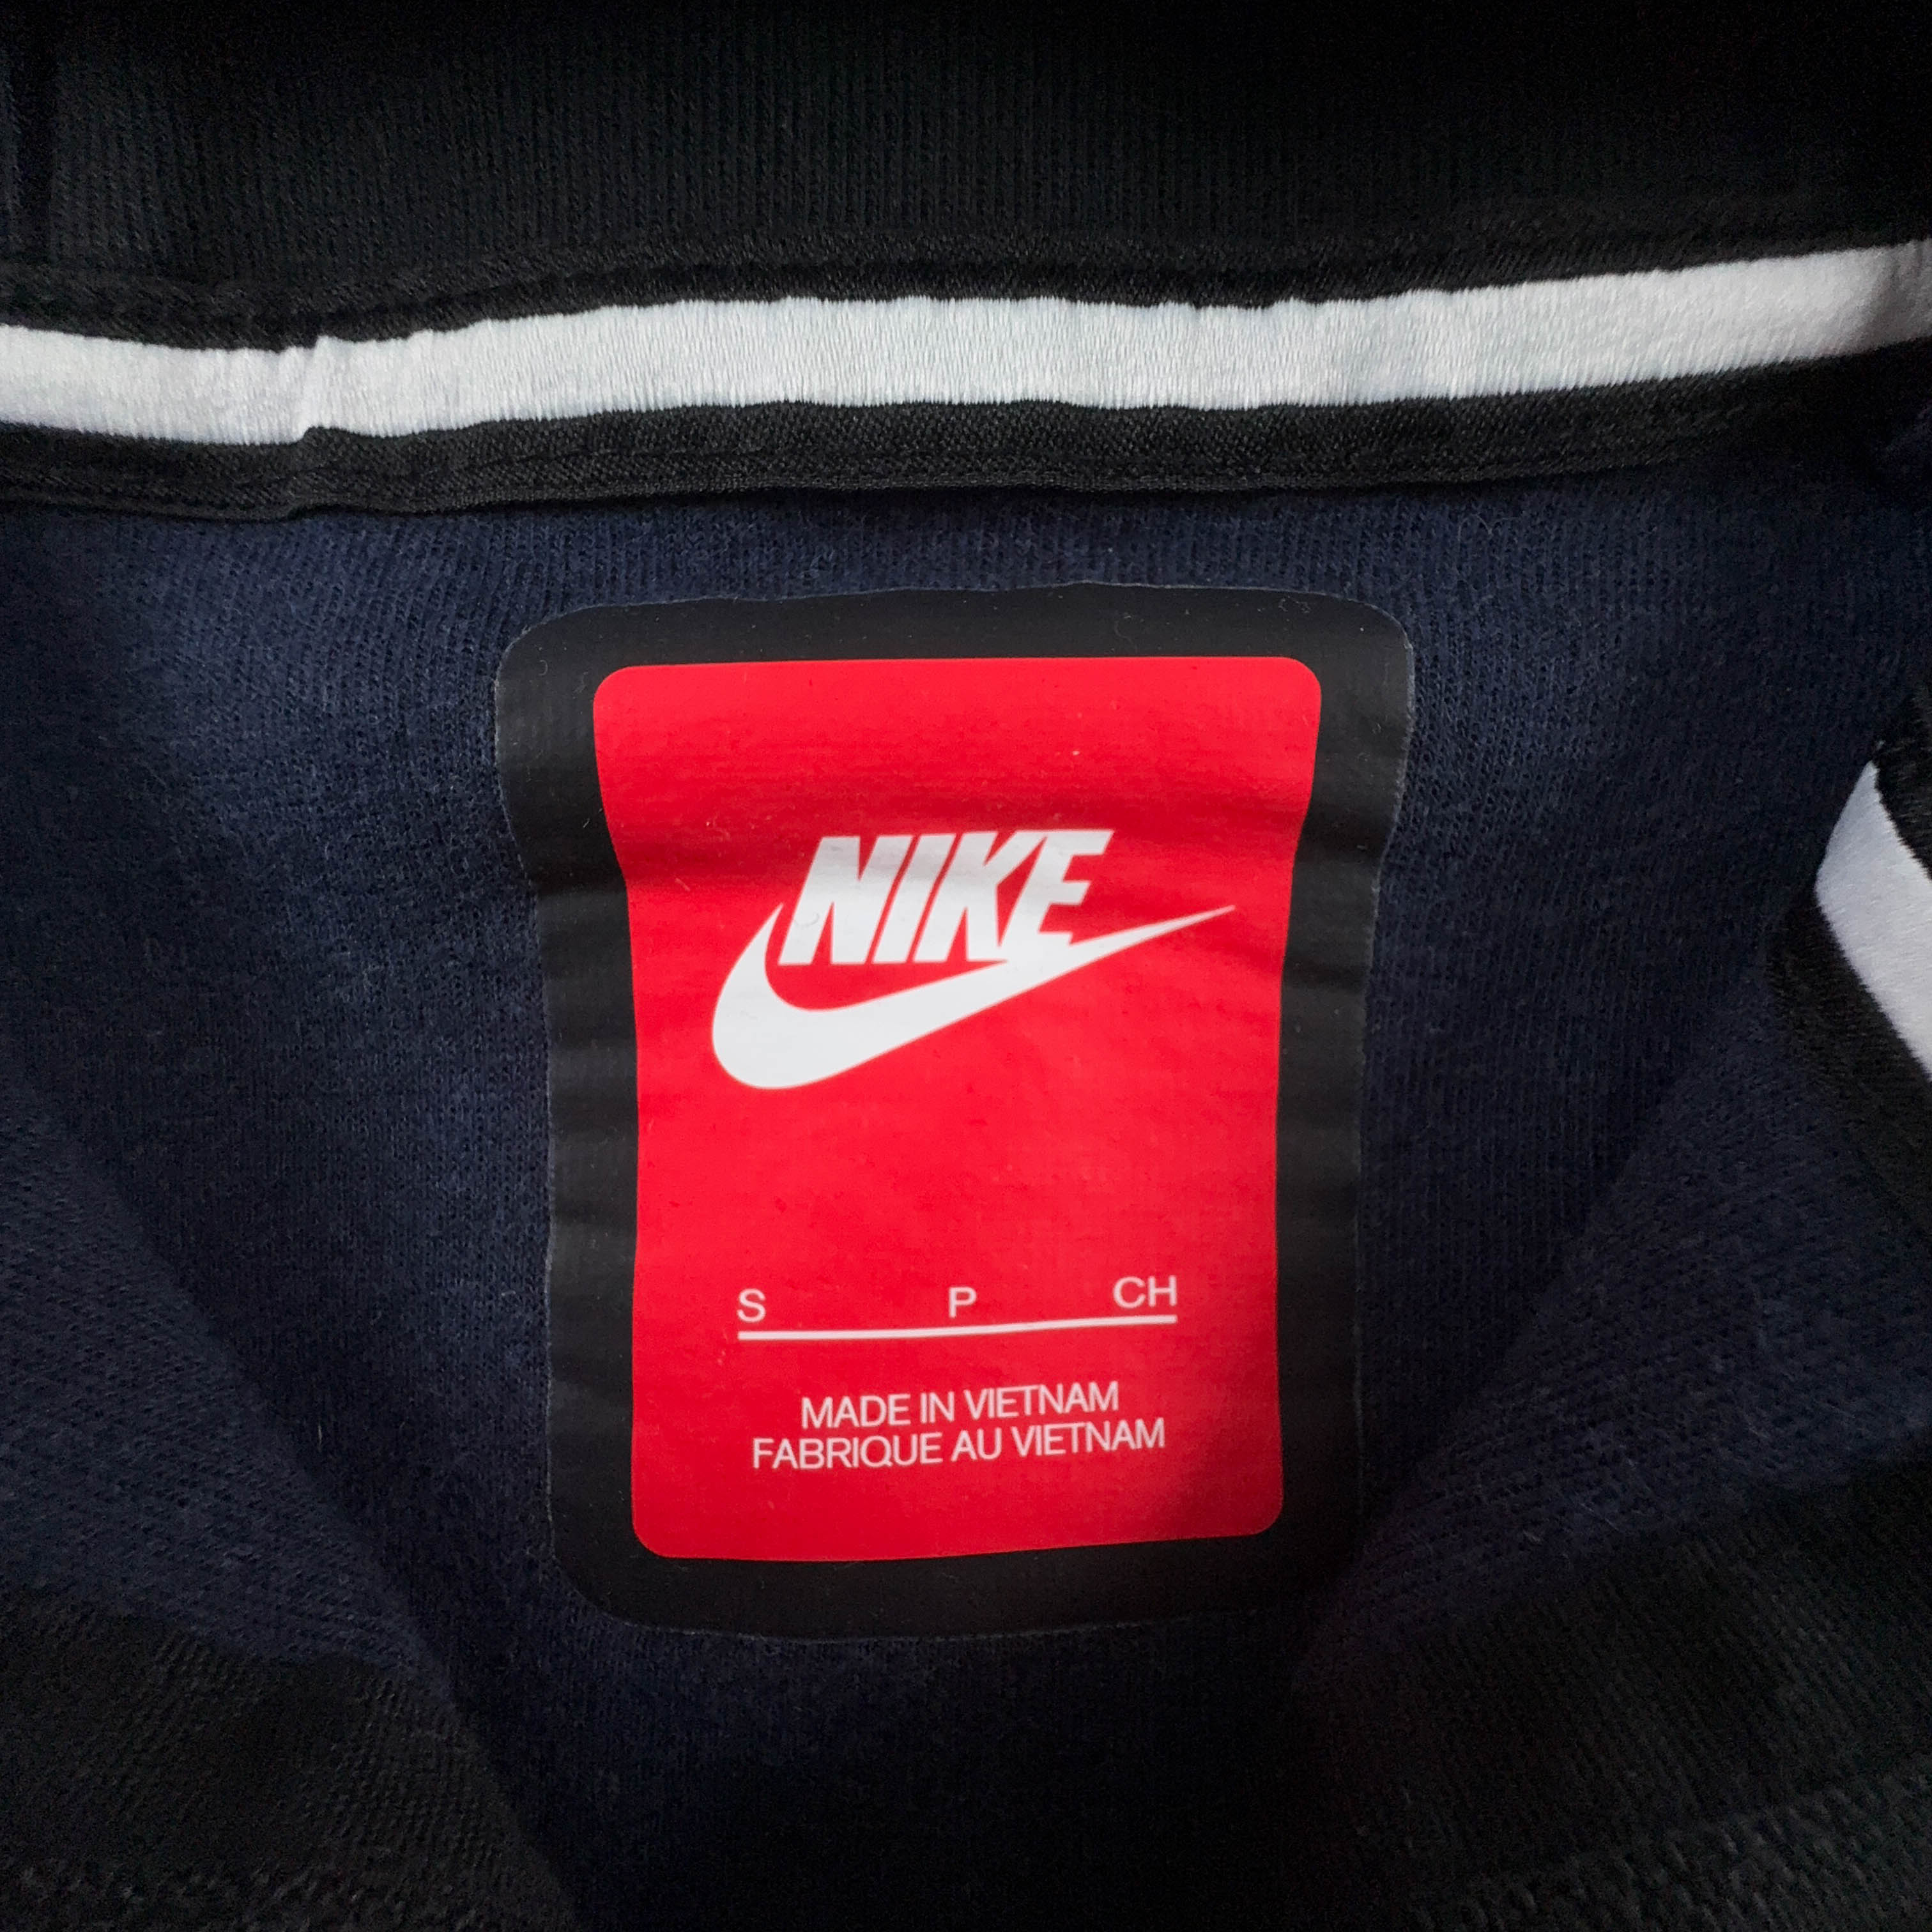 NIKE
S P CH
MADE IN VIETNAM
FABRIQUE AU VIETNAM